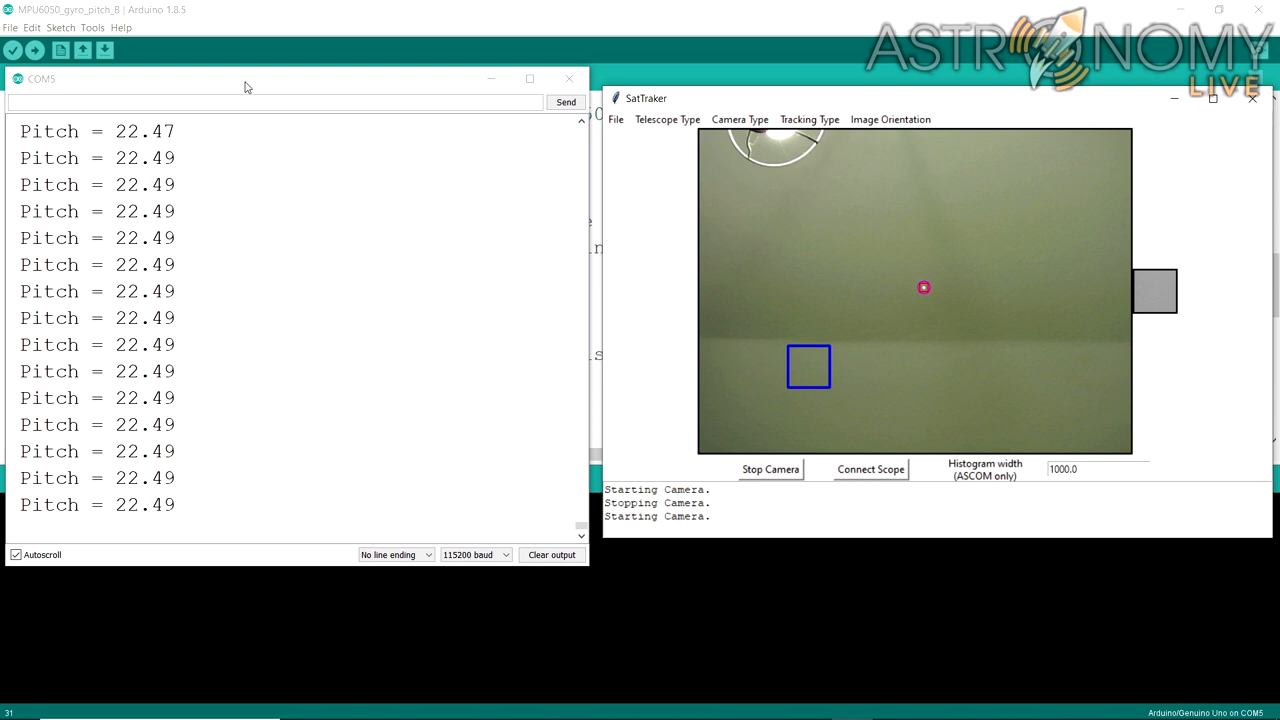 MPU6050_gyro_pitch_B | Arduino 1.8.5
File Edit Sketch Tools Help
ASTRONOMY
LIVE
COM5
Send
Pitch = 22.47
Pitch = 22.49
Pitch = 22.49
Pitch = 22.49
Pitch = 22.49
Pitch = 22.49
Pitch = 22.49
Pitch = 22.49
Pitch = 22.49
Pitch = 22.49
Pitch = 22.49
Pitch = 22.49
Pitch = 22.49
Pitch = 22.49
Pitch = 22.49
Autoscroll
No line ending
115200 baud
Clear output
SatTraker
File Telescope Type Camera Type Tracking Type Image Orientation
Stop Camera
Connect Scope
Histogram width
(ASCOM only)
1000.0
Starting Camera.
Stopping Camera.
Starting Camera.
31
Arduino/Genuino Uno on COM5